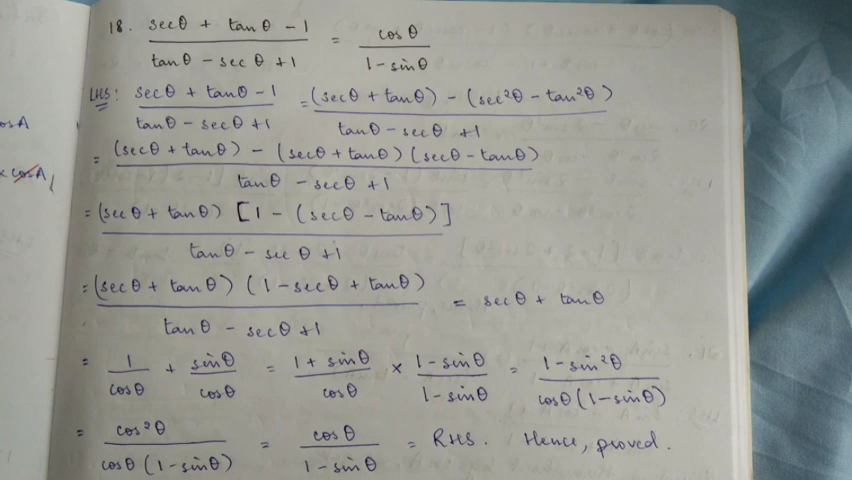 18. secθ + tanθ - 1 / tanθ - secθ + 1 = cosθ / 1 - sinθ
LHS: secθ + tanθ - 1 / tanθ - secθ + 1 = (secθ + tanθ) - (sec²θ - tan²θ) / tanθ - secθ + 1
osA
= (secθ + tanθ) - (secθ + tanθ) (secθ - tanθ) / tanθ - secθ + 1
x cosA,
= (secθ + tanθ) [1 - (secθ - tanθ)] / tanθ - secθ + 1
= (secθ + tanθ) (1 - secθ + tanθ) / tanθ - secθ + 1 = secθ + tanθ
= 1 / cosθ + sinθ / cosθ = 1 + sinθ / cosθ × 1 - sinθ / 1 - sinθ = 1 - sin²θ / cosθ (1 - sinθ)
= cos²θ / cosθ (1 - sinθ) = cosθ / 1 - sinθ = RHS. Hence, proved.